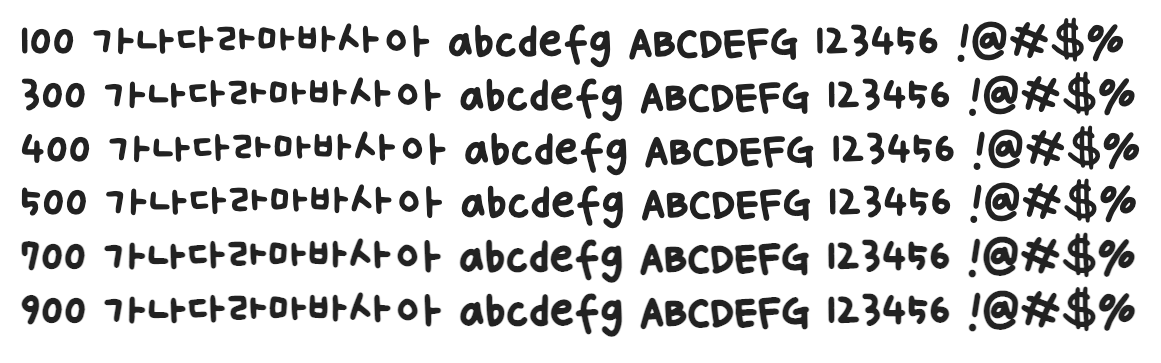 100 가나다라마바사아 abcdefg ABCDEFG 123456 !@#$%
300 가나다라마바사아 abcdefg ABCDEFG 123456 !@#$%
400 가나다라마바사아 abcdefg ABCDEFG 123456 !@#$%
500 가나다라마바사아 abcdefg ABCDEFG 123456 !@#$%
700 가나다라마바사아 abcdefg ABCDEFG 123456 !@#$%
900 가나다라마바사아 abcdefg ABCDEFG 123456 !@#$%